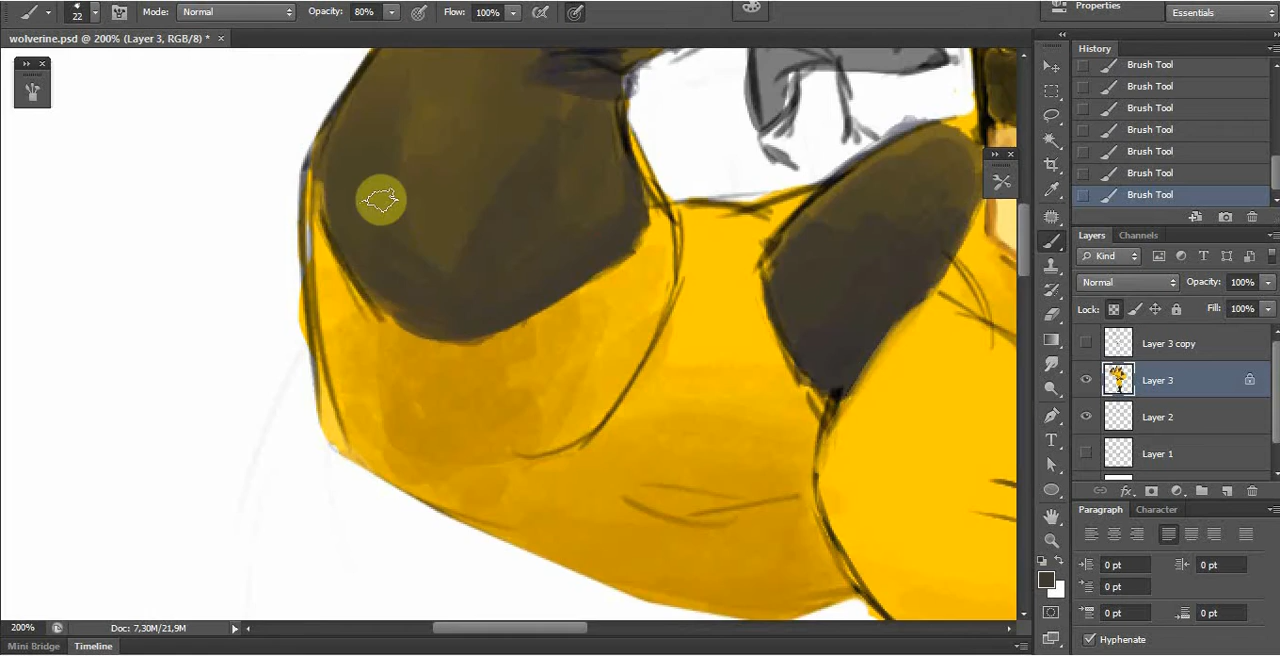 22 Mode: Normal Opacity: 80% Flow: 100% Properties Essentials
wolverine.psd @ 200% (Layer 3, RGB/8) * ×
History
Brush Tool
Brush Tool
Brush Tool
Brush Tool
Brush Tool
Brush Tool
Brush Tool
Layers Channels
Kind
Normal Opacity: 100%
Lock: Fill: 100%
Layer 3 copy
Layer 3
Layer 2
Layer 1
fx
Paragraph Character
0 pt 0 pt
0 pt
0 pt 0 pt
Hyphenate
200% Doc: 7,30M/21,9M
Mini Bridge Timeline